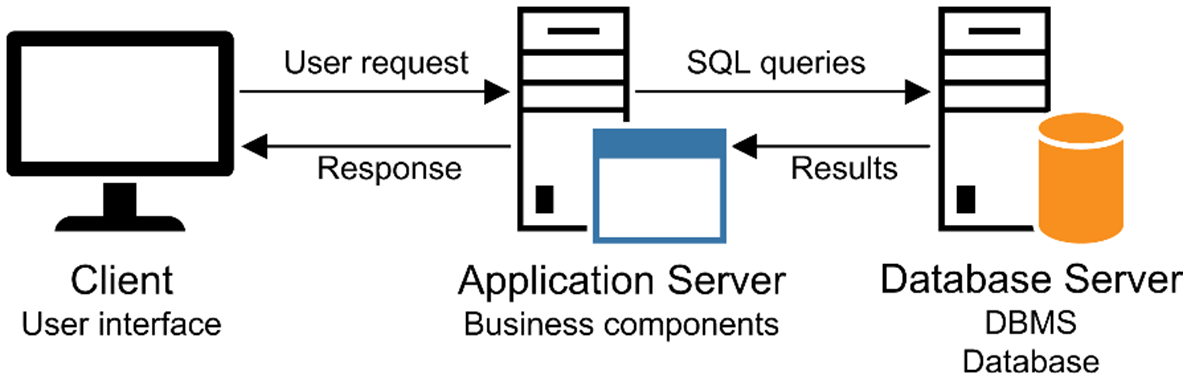 User request
SQL queries
Response
Results
Client
User interface
Application Server
Business components
Database Server
DBMS
Database